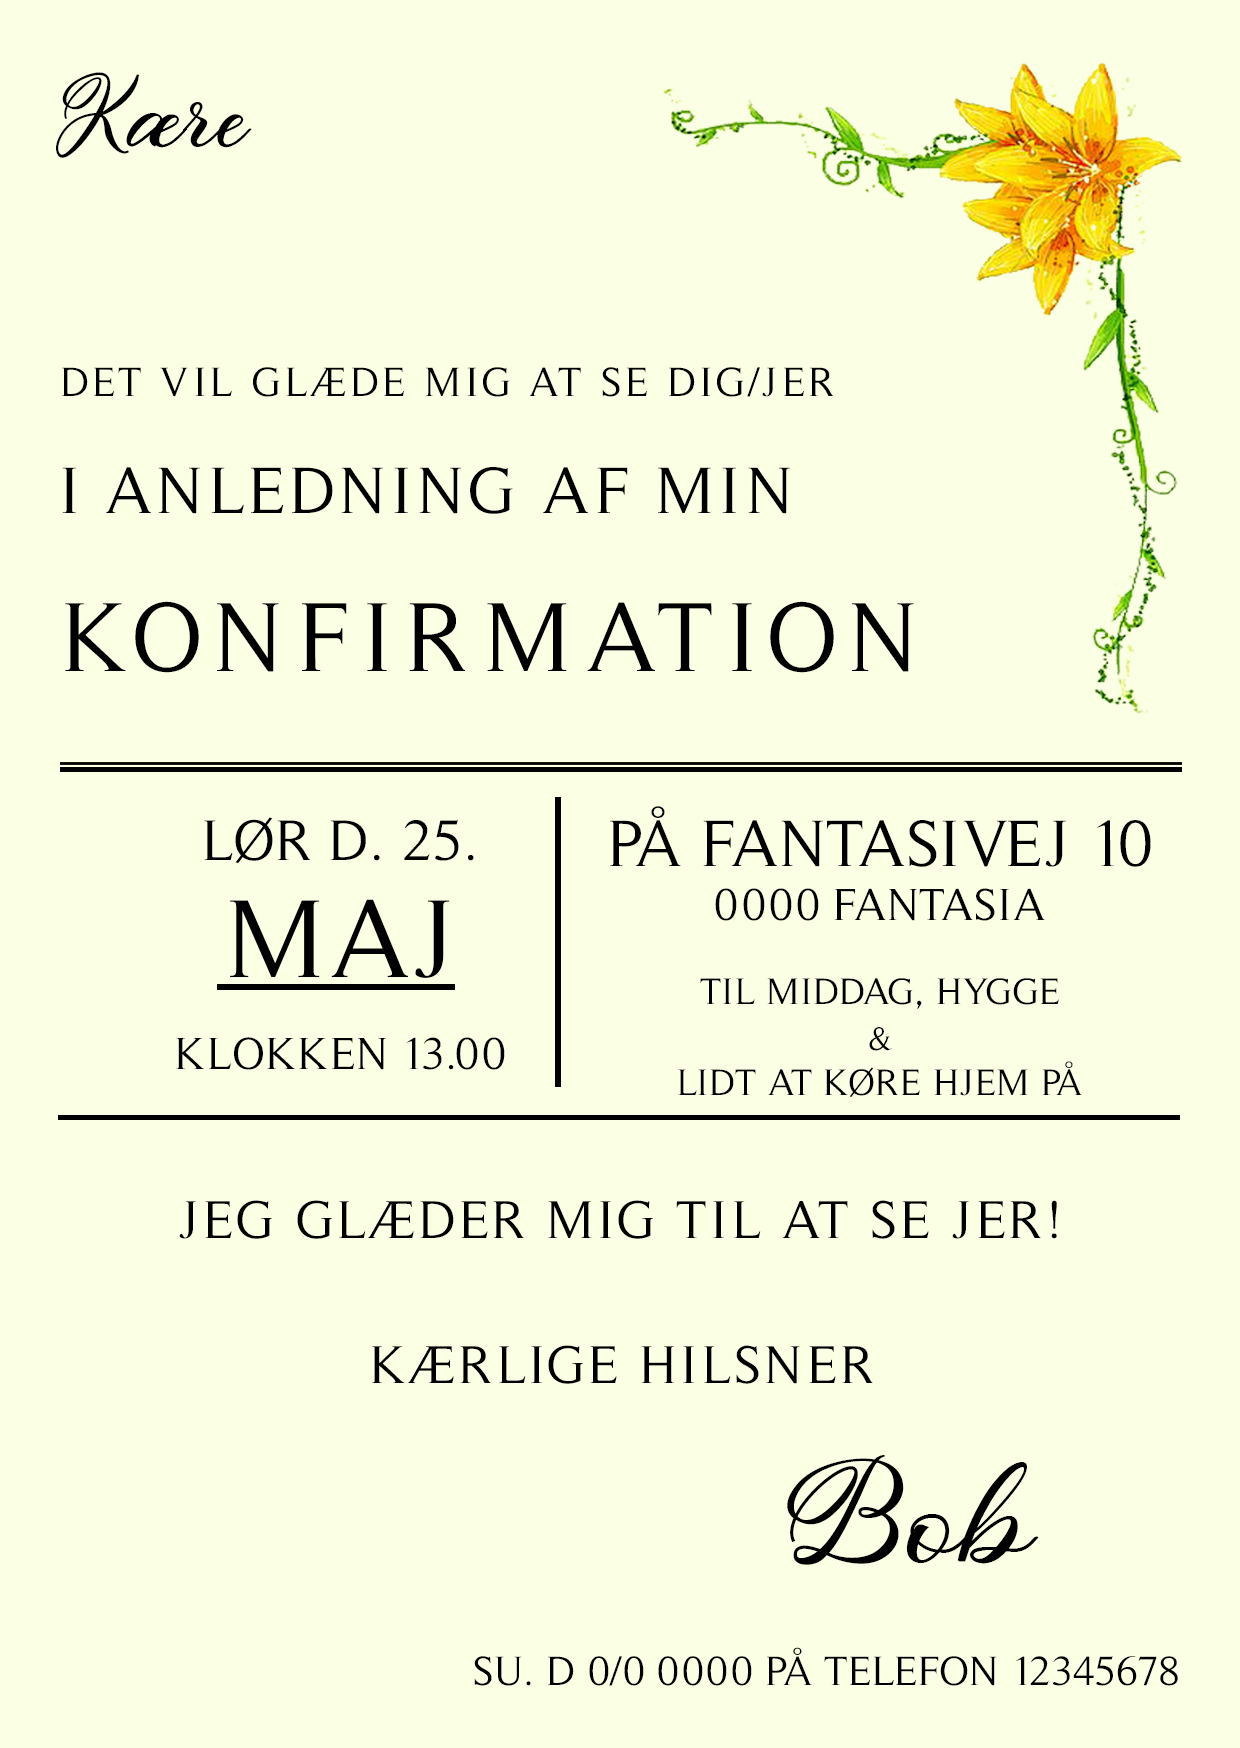 Kære
DET VIL GLÆDE MIG AT SE DIG/JER
I ANLEDNING AF MIN
KONFIRMATION
LØR D. 25.
MAJ
KLOKKEN 13.00
PÅ FANTASIVEJ 10
0000 FANTASIA
TIL MIDDAG, HYGGE
&
LIDT AT KØRE HJEM PÅ
JEG GLÆDER MIG TIL AT SE JER!
KÆRLIGE HILSNER
Bob
SU. D 0/0 0000 PÅ TELEFON 12345678